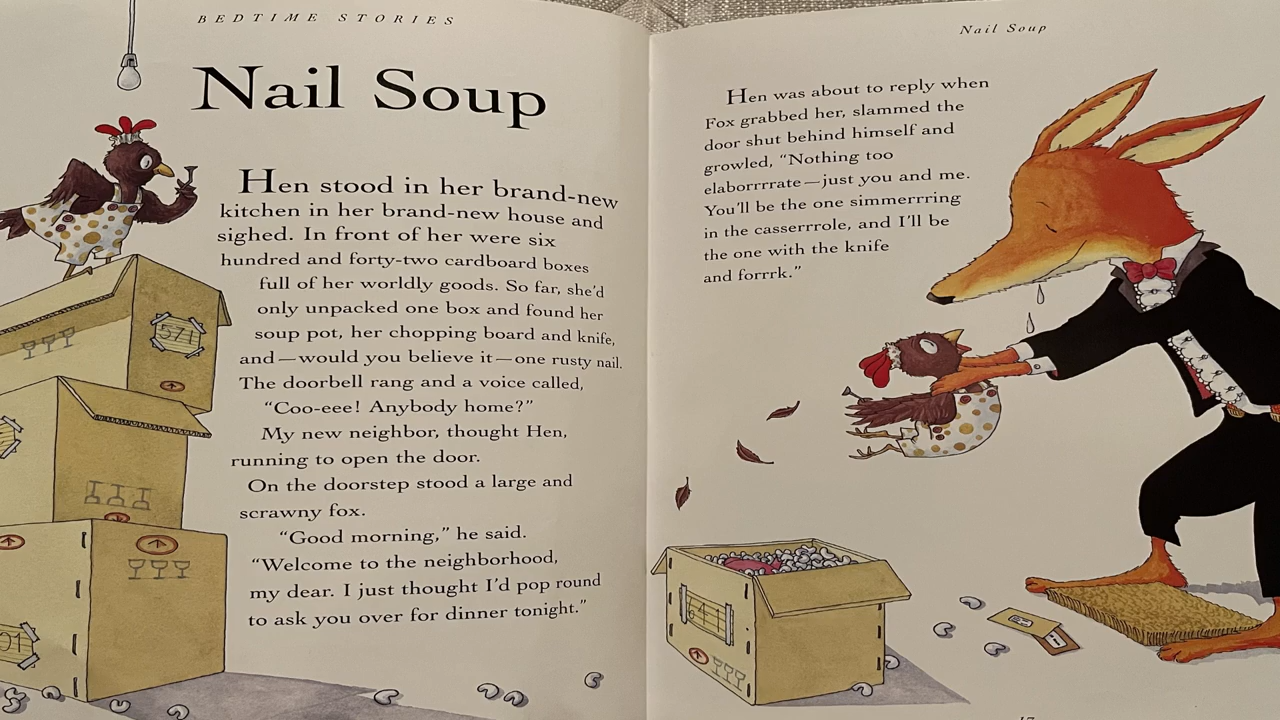 BEDTIME STORIES
Nail Soup
Hen stood in her brand-new
kitchen in her brand-new house and
sighed. In front of her were six
hundred and forty-two cardboard boxes
full of her worldly goods. So far, she'd
only unpacked one box and found her
soup pot, her chopping board and knife,
and—would you believe it—one rusty nail.
The doorbell rang and a voice called,
"Coo-eee! Anybody home?"
My new neighbor, thought Hen,
running to open the door.
On the doorstep stood a large and
scrawny fox.
"Good morning," he said.
"Welcome to the neighborhood,
my dear. I just thought I'd pop round
to ask you over for dinner tonight."
571
Nail Soup
Hen was about to reply when
Fox grabbed her, slammed the
door shut behind himself and
growled, "Nothing too
elaborrrrate—just you and me.
You'll be the one simmerrring
in the casserrrole, and I'll be
the one with the knife
and forrrk."
641
17